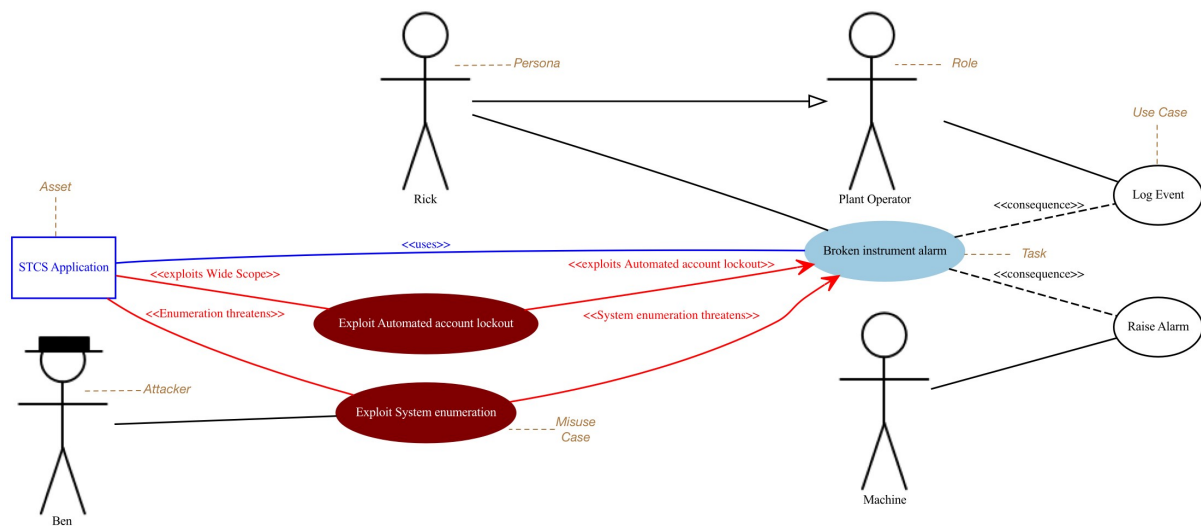 Persona
Role
Use Case
Asset
Rick
Plant Operator
Log Event
<<consequence>>
STCS Application
<<uses>>
Broken instrument alarm
Task
<<exploits Wide Scope>>
<<exploits Automated account lockout>>
<<consequence>>
<<Enumeration threatens>>
Exploit Automated account lockout
<<System enumeration threatens>>
Raise Alarm
Attacker
Exploit System enumeration
Misuse
Case
Machine
Ben